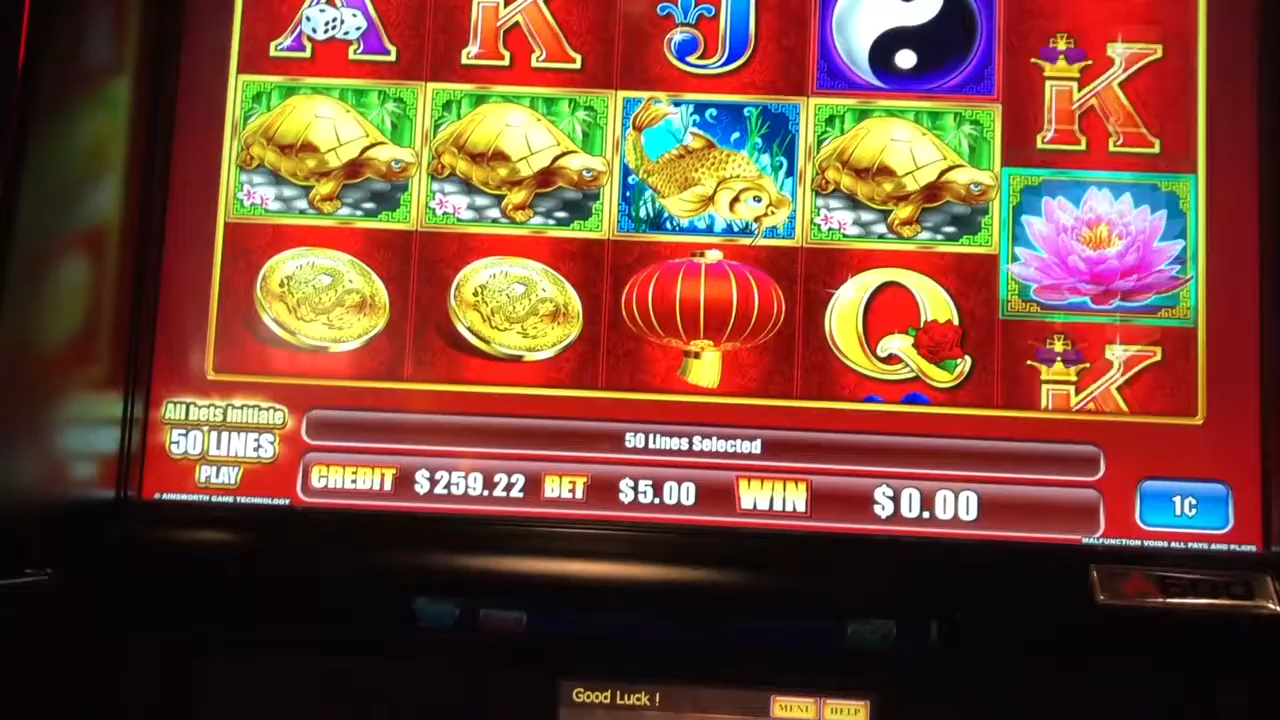 A K J K
Q K
All bets initiate
50 LINES
PLAY
50 Lines Selected
CREDIT $259.22 BET $5.00 WIN $0.00
1¢
© AINSWORTH GAME TECHNOLOGY
MALFUNCTION VOIDS ALL PAYS AND PLAYS
Good Luck !
MENU HELP